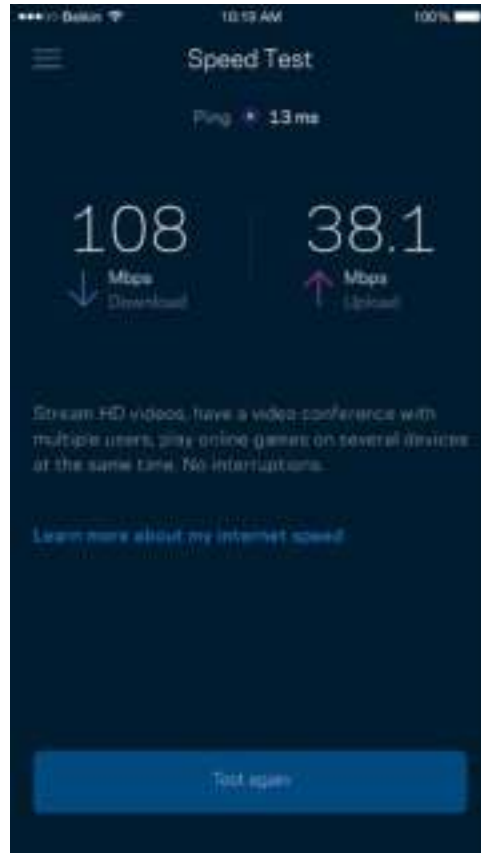 Belkin 10:13 AM 100%
Speed Test
Ping 13 ms
108 38.1
Mbps Mbps
Download Upload
Stream HD videos, have a video conference with
multiple users, play online games on several devices
at the same time. No interruptions.
Learn more about my internet speed
Test again